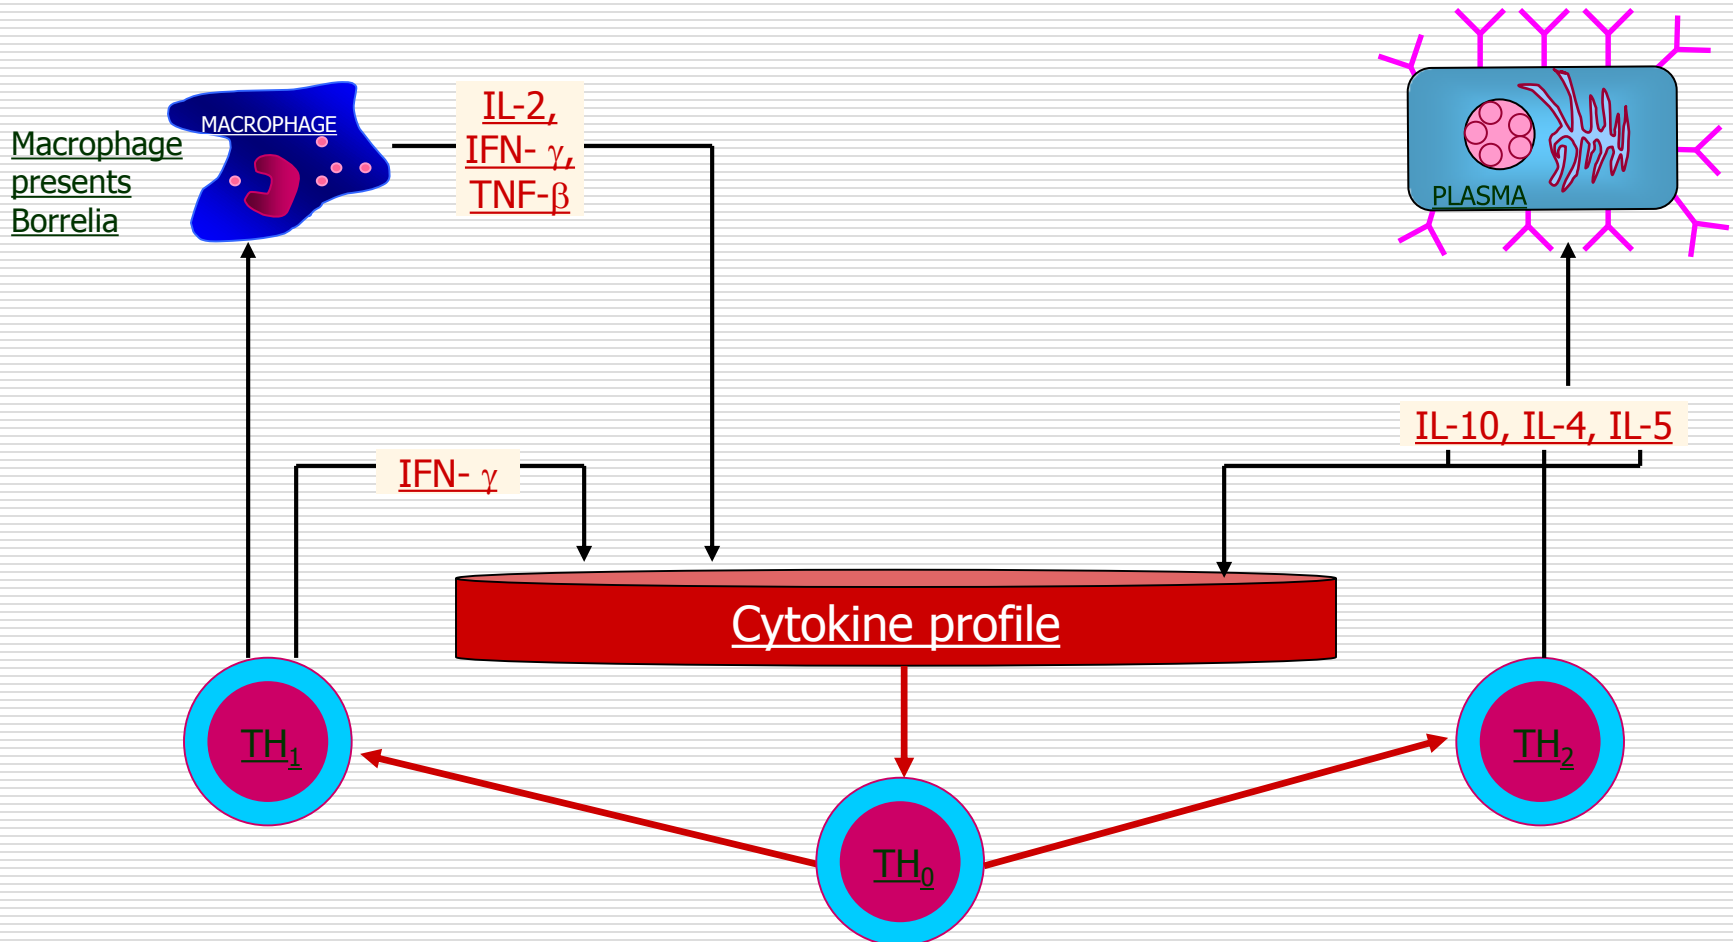 Macrophage
presents
Borrelia
MACROPHAGE
IL-2,
IFN- γ,
TNF-β
PLASMA
IL-10, IL-4, IL-5
IFN- γ
Cytokine profile
TH₁
TH₂
TH₀